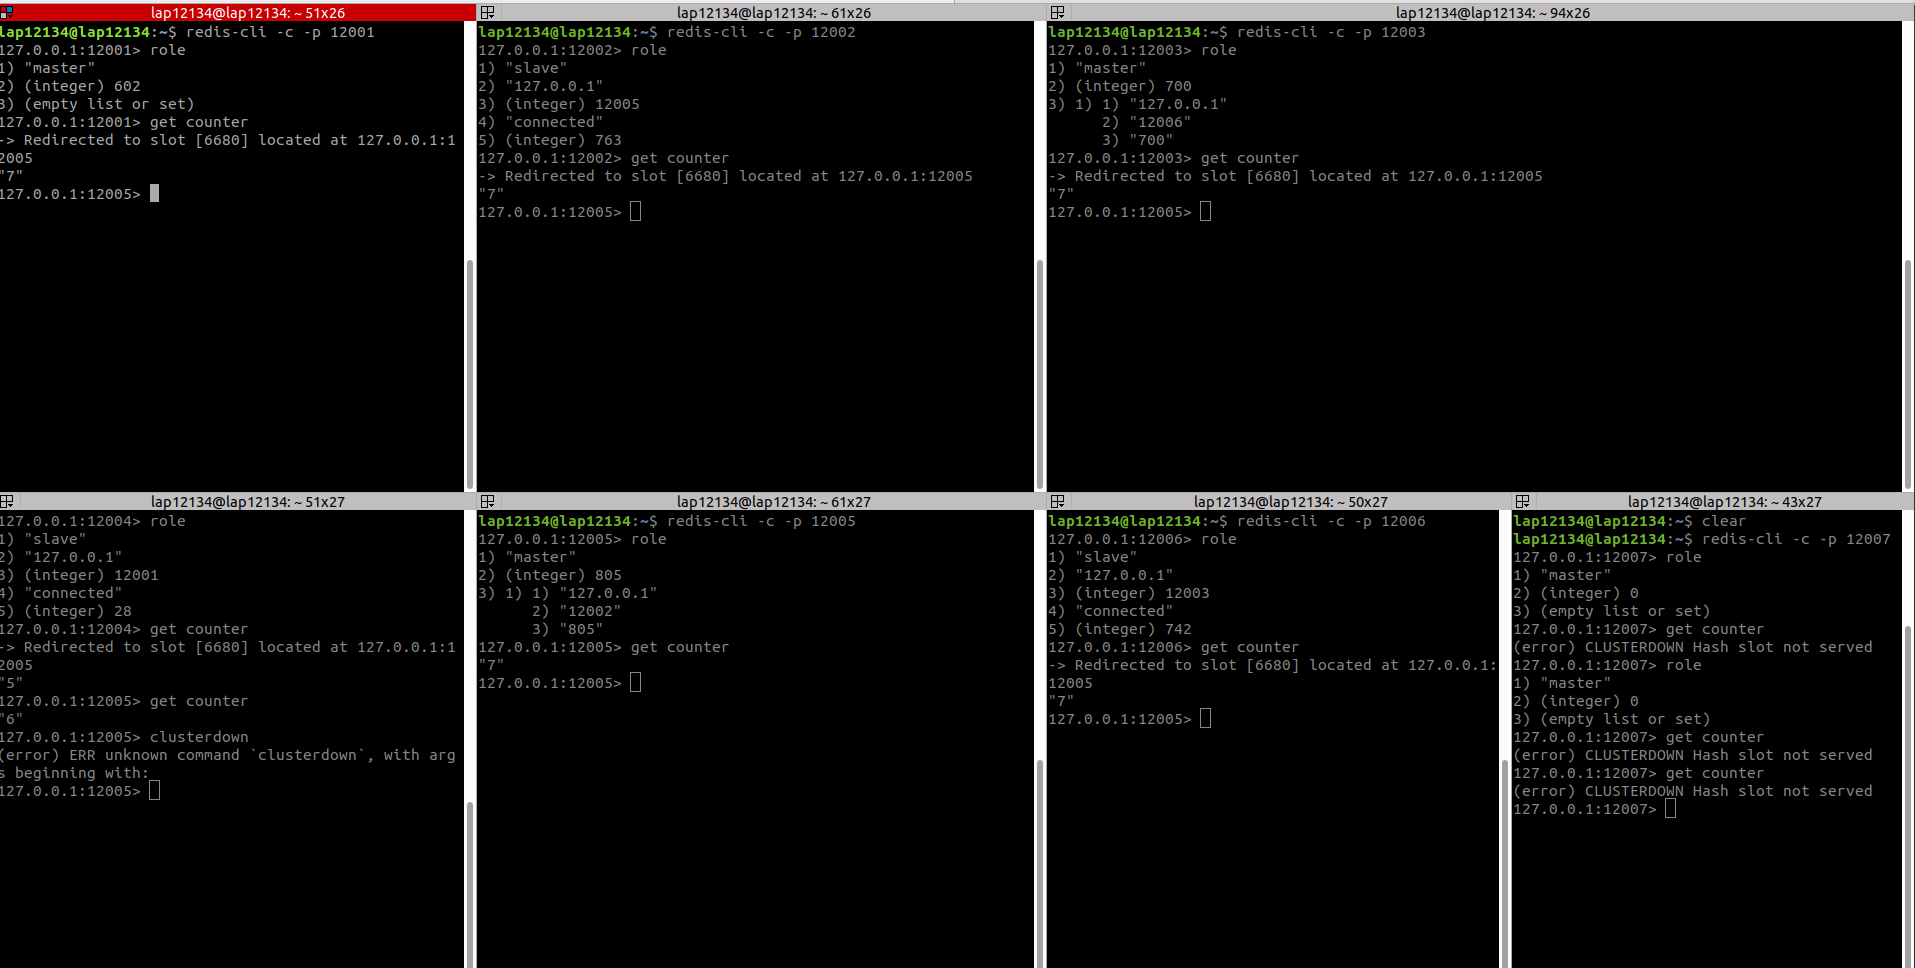 lap12134@lap12134: ~ 51x26
lap12134@lap12134:~$ redis-cli -c -p 12001
127.0.0.1:12001> role
1) "master"
2) (integer) 602
3) (empty list or set)
127.0.0.1:12001> get counter
-> Redirected to slot [6680] located at 127.0.0.1:1
2005
"7"
127.0.0.1:12005>
lap12134@lap12134: ~ 61x26
lap12134@lap12134:~$ redis-cli -c -p 12002
127.0.0.1:12002> role
1) "slave"
2) "127.0.0.1"
3) (integer) 12005
4) "connected"
5) (integer) 763
127.0.0.1:12002> get counter
-> Redirected to slot [6680] located at 127.0.0.1:12005
"7"
127.0.0.1:12005>
lap12134@lap12134: ~ 94x26
lap12134@lap12134:~$ redis-cli -c -p 12003
127.0.0.1:12003> role
1) "master"
2) (integer) 700
3) 1) 1) "127.0.0.1"
2) "12006"
3) "700"
127.0.0.1:12003> get counter
-> Redirected to slot [6680] located at 127.0.0.1:12005
"7"
127.0.0.1:12005>
lap12134@lap12134: ~ 51x27
127.0.0.1:12004> role
1) "slave"
2) "127.0.0.1"
3) (integer) 12001
4) "connected"
5) (integer) 28
127.0.0.1:12004> get counter
-> Redirected to slot [6680] located at 127.0.0.1:1
2005
"5"
127.0.0.1:12005> get counter
"6"
127.0.0.1:12005> clusterdown
(error) ERR unknown command `clusterdown`, with arg
s beginning with:
127.0.0.1:12005>
lap12134@lap12134: ~ 61x27
lap12134@lap12134:~$ redis-cli -c -p 12005
127.0.0.1:12005> role
1) "master"
2) (integer) 805
3) 1) 1) "127.0.0.1"
2) "12002"
3) "805"
127.0.0.1:12005> get counter
"7"
127.0.0.1:12005>
lap12134@lap12134: ~ 50x27
lap12134@lap12134:~$ redis-cli -c -p 12006
127.0.0.1:12006> role
1) "slave"
2) "127.0.0.1"
3) (integer) 12003
4) "connected"
5) (integer) 742
127.0.0.1:12006> get counter
-> Redirected to slot [6680] located at 127.0.0.1:
12005
"7"
127.0.0.1:12005>
lap12134@lap12134: ~ 43x27
lap12134@lap12134:~$ clear
lap12134@lap12134:~$ redis-cli -c -p 12007
127.0.0.1:12007> role
1) "master"
2) (integer) 0
3) (empty list or set)
127.0.0.1:12007> get counter
(error) CLUSTERDOWN Hash slot not served
127.0.0.1:12007> role
1) "master"
2) (integer) 0
3) (empty list or set)
127.0.0.1:12007> get counter
(error) CLUSTERDOWN Hash slot not served
127.0.0.1:12007> get counter
(error) CLUSTERDOWN Hash slot not served
127.0.0.1:12007>